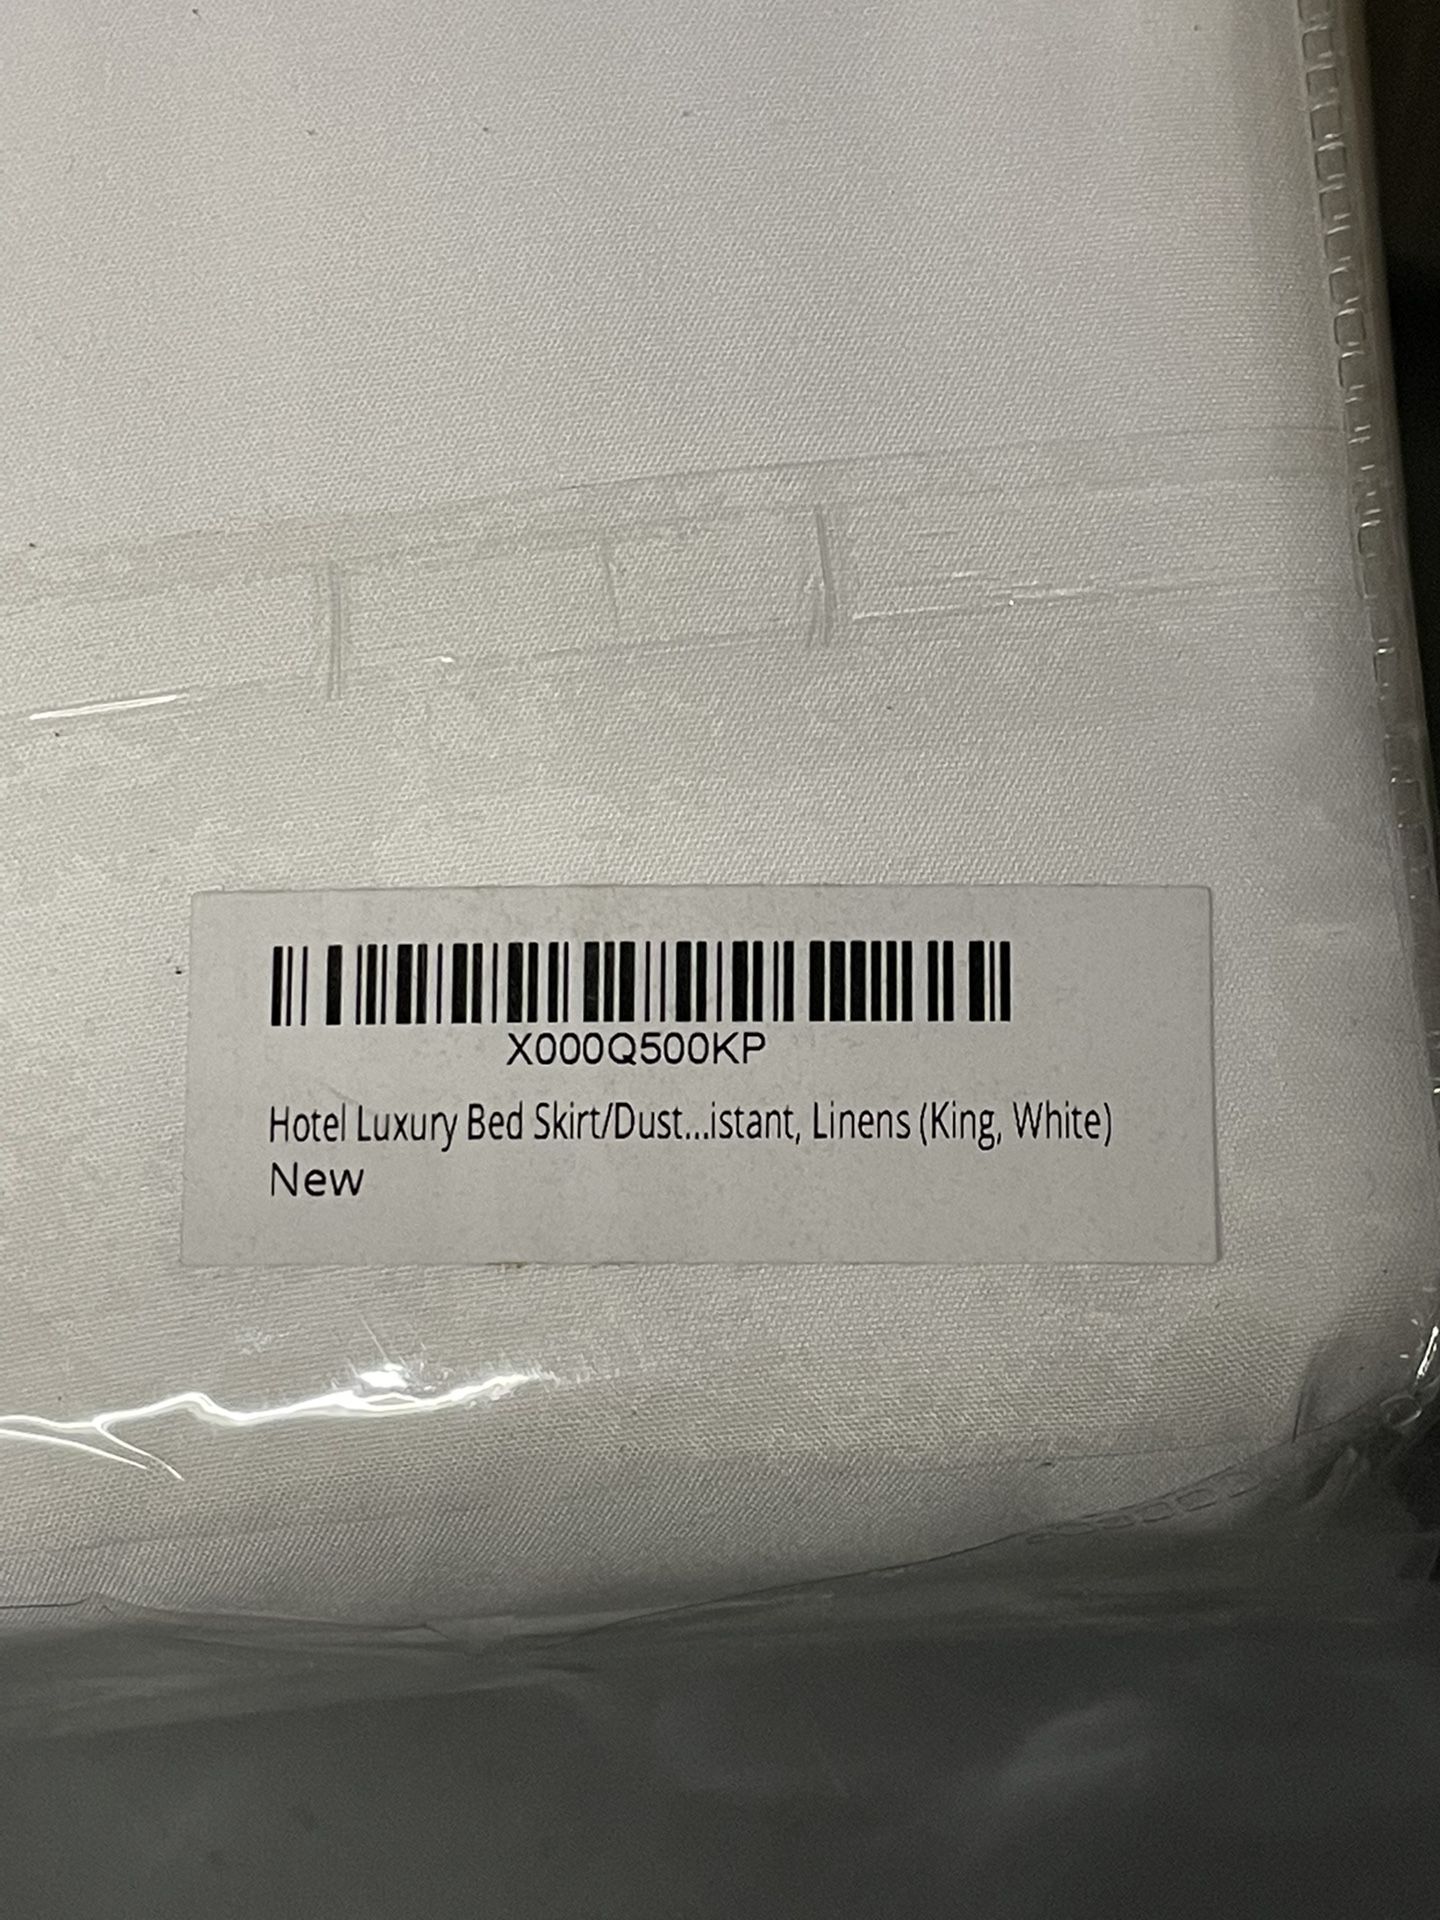 X000Q500KP
Hotel Luxury Bed Skirt/Dust...istant, Linens (King, White)
New